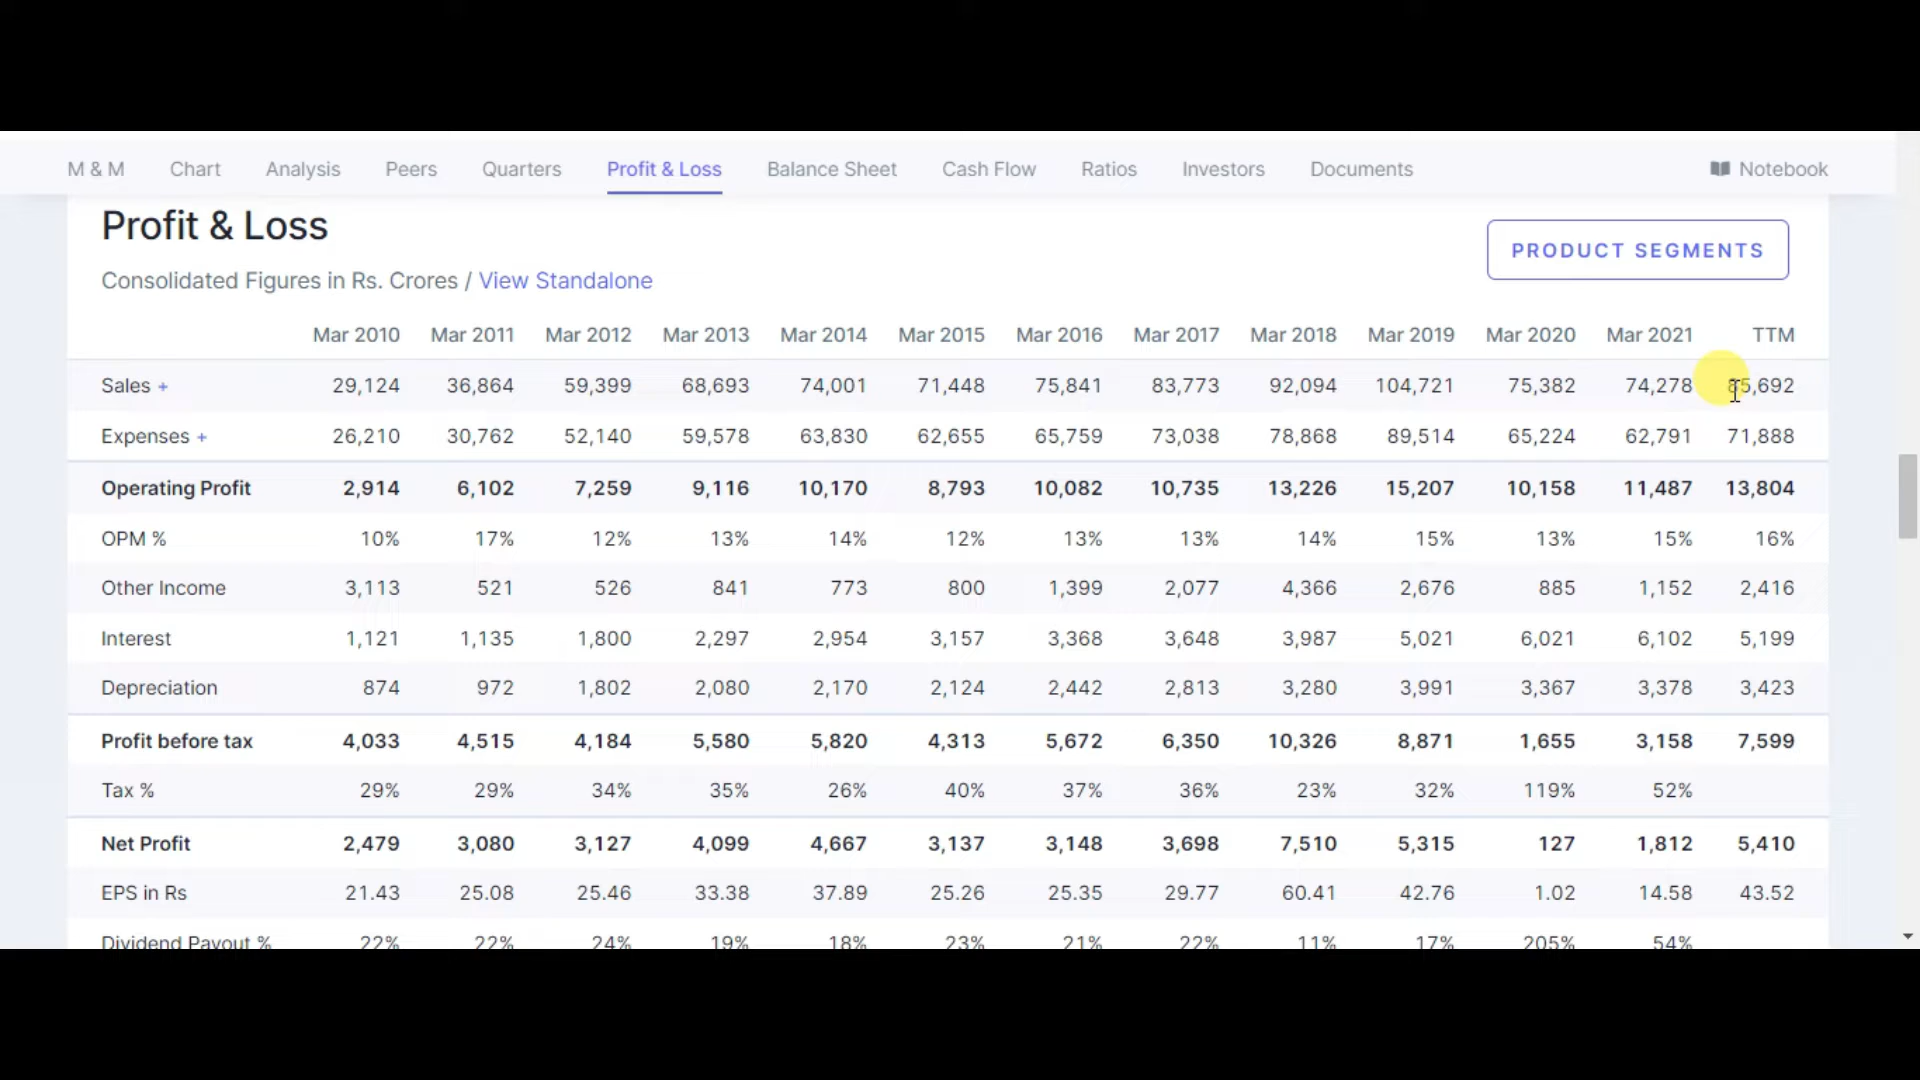 M & M Chart Analysis Peers Quarters Profit & Loss Balance Sheet Cash Flow Ratios Investors Documents Notebook
Profit & Loss
PRODUCT SEGMENTS
Consolidated Figures in Rs. Crores / View Standalone
Mar 2010 Mar 2011 Mar 2012 Mar 2013 Mar 2014 Mar 2015 Mar 2016 Mar 2017 Mar 2018 Mar 2019 Mar 2020 Mar 2021 TTM
Sales + 29,124 36,864 59,399 68,693 74,001 71,448 75,841 83,773 92,094 104,721 75,382 74,278 85,692
Expenses + 26,210 30,762 52,140 59,578 63,830 62,655 65,759 73,038 78,868 89,514 65,224 62,791 71,888
Operating Profit 2,914 6,102 7,259 9,116 10,170 8,793 10,082 10,735 13,226 15,207 10,158 11,487 13,804
OPM % 10% 17% 12% 13% 14% 12% 13% 13% 14% 15% 13% 15% 16%
Other Income 3,113 521 526 841 773 800 1,399 2,077 4,366 2,676 885 1,152 2,416
Interest 1,121 1,135 1,800 2,297 2,954 3,157 3,368 3,648 3,987 5,021 6,021 6,102 5,199
Depreciation 874 972 1,802 2,080 2,170 2,124 2,442 2,813 3,280 3,991 3,367 3,378 3,423
Profit before tax 4,033 4,515 4,184 5,580 5,820 4,313 5,672 6,350 10,326 8,871 1,655 3,158 7,599
Tax % 29% 29% 34% 35% 26% 40% 37% 36% 23% 32% 119% 52%
Net Profit 2,479 3,080 3,127 4,099 4,667 3,137 3,148 3,698 7,510 5,315 127 1,812 5,410
EPS in Rs 21.43 25.08 25.46 33.38 37.89 25.26 25.35 29.77 60.41 42.76 1.02 14.58 43.52
Dividend Payout % 22% 22% 24% 19% 18% 23% 21% 22% 11% 17% 205% 54%